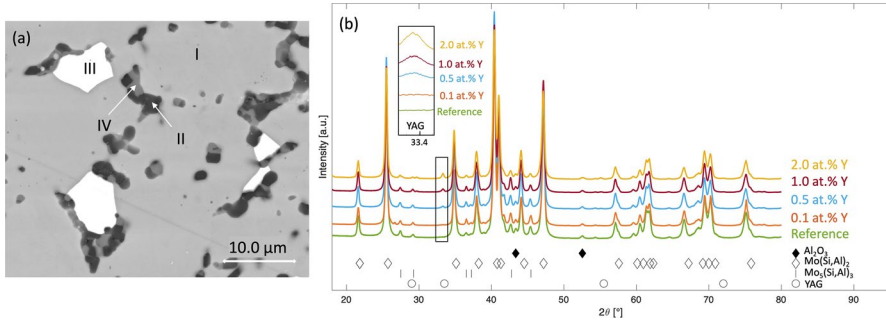 (a)
I
III
IV
II
10.0 µm
(b)
Intensity [a.u.]
2.0 at.% Y
1.0 at.% Y
0.5 at.% Y
0.1 at.% Y
Reference
YAG
33.4
2.0 at.% Y
1.0 at.% Y
0.5 at.% Y
0.1 at.% Y
Reference
Al₂O₃
Mo(Si,Al)₂
Mo₅(Si,Al)₃
YAG
20 30 40 50 60 70 80 90
2θ [°]